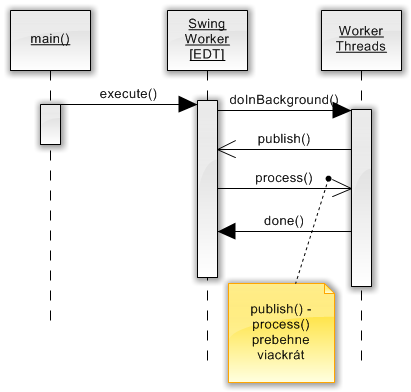 main()
Swing
Worker
[EDT]
Worker
Threads
execute()
doInBackground()
publish()
process()
done()
publish() -
process()
prebehne
viackrát